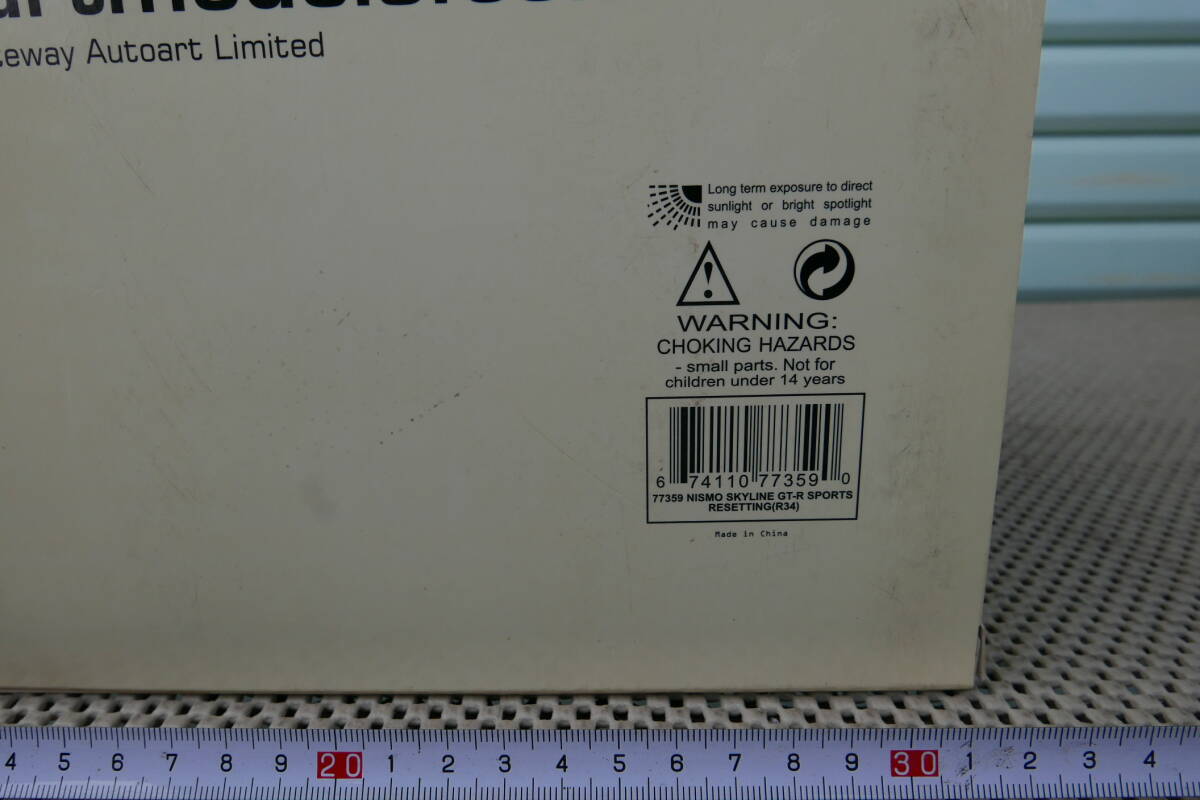 Autoart Limited
Long term exposure to direct
sunlight or bright spotlight
may cause damage
WARNING:
CHOKING HAZARDS
- small parts. Not for
children under 14 years
6 74110 77359 0
77359 NISMO SKYLINE GT-R SPORTS
RESETTING(R34)
Made in China
4 5 6 7 8 9 20 1 2 3 4 5 6 7 8 9 30 1 2 3 4